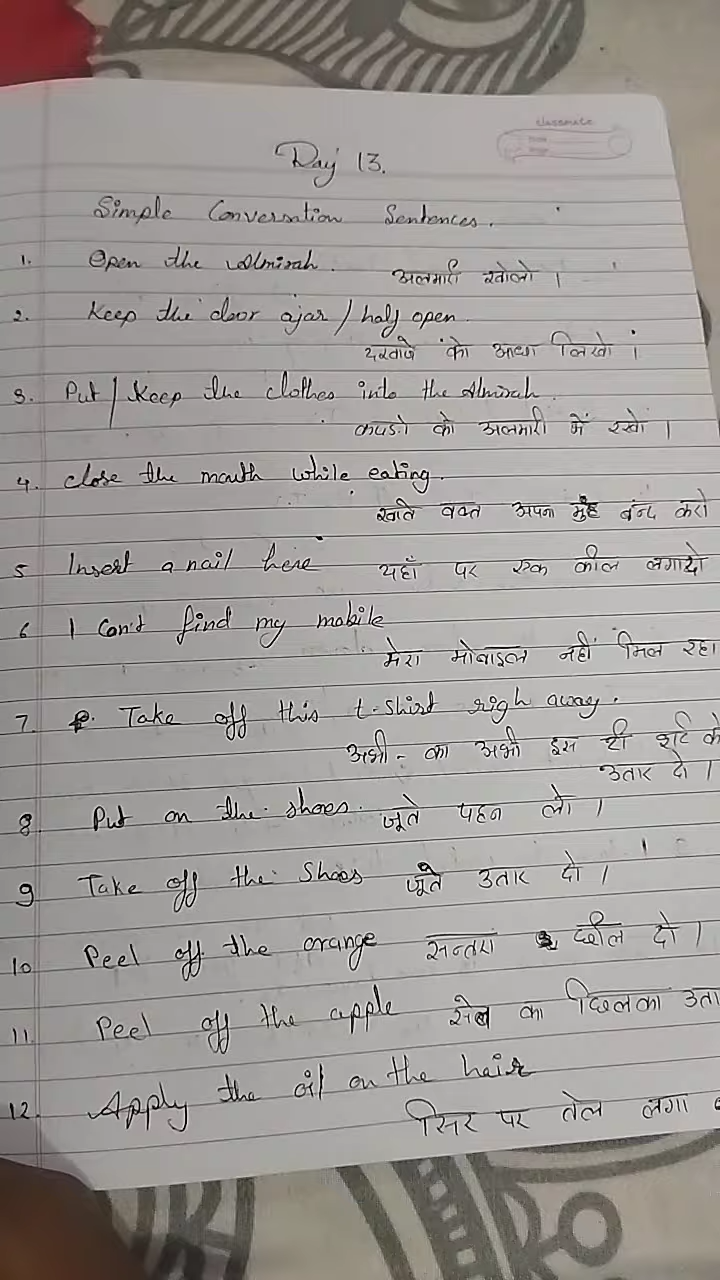 classmate
Day 13.
Simple Conversation Sentences.
1. Open the Almirah.
अलमारी खोलो ।
2. Keep the door ajar / half open.
दरवाजे को आधा
3. Put / Keep the clothes into the Almirah.
कपड़ो को अलमारी में रखो ।
4. Close the mouth while eating.
खाते वक्त अपना मुँह बन्द करो
5 Insert a nail here
यहाँ पर एक कील लगादो
6 I Can't find my mobile
मेरा मोबाइल नहीं मिल रहा
7. Take off this t-shirt righ away.
अभी - का अभी इस टी शर्ट को
उतार दो ।
8 Put on the shoes. जूते पहन लो ।
9 Take off the Shoes जूते उतार दो ।
10 Peel off the orange सन्तरा छील दो ।
11. Peel off the apple सेब का छिलका उता
12. Apply the oil on the hair
सिर पर तेल लगा